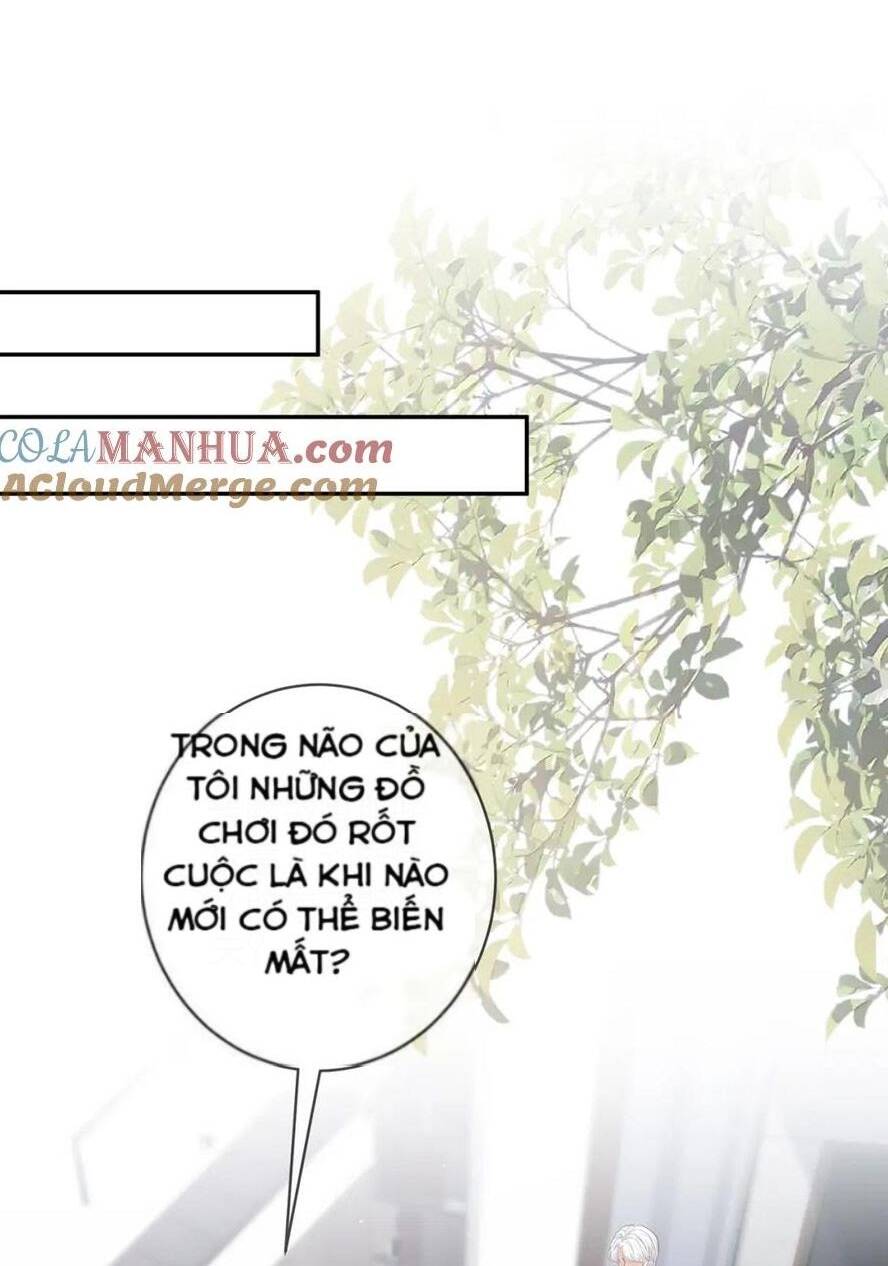 COLAMANHUA.com
ACloudMerge.com
TRONG NÃO CỦA
TÔI NHỮNG ĐỒ
CHƠI ĐÓ RỐT
CUỘC LÀ KHI NÀO
MỚI CÓ THỂ BIẾN
MẤT?